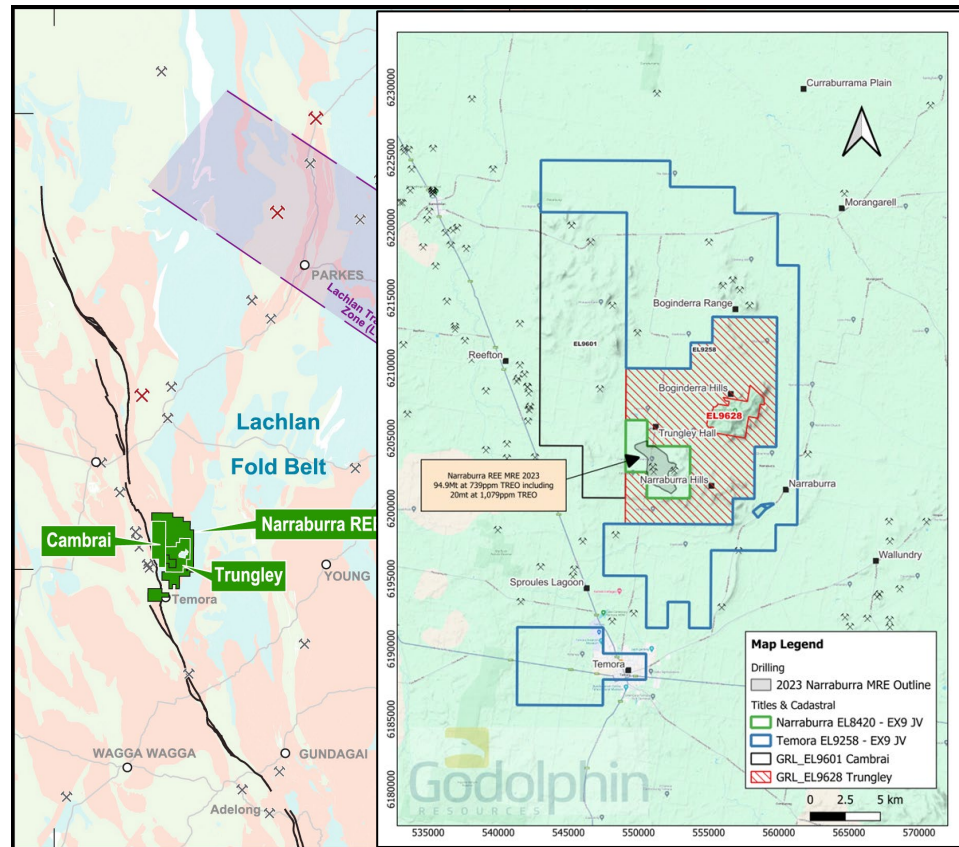 PARKES
Lachlan Tra
Zone (L
Lachlan
Fold Belt
Narraburra REE
Cambrai
Trungley
YOUNG
Temora
WAGGA WAGGA
GUNDAGAI
Adelong
6230000
6225000
6220000
6215000
6210000
6205000
6200000
6195000
6190000
6185000
6180000
535000
540000
545000
550000
555000
560000
565000
570000
Curraburrama Plain
Morangarell
Boginderra Range
EL9601
EL9258
Reefton
Boginderra Hills
EL9628
Trungley Hall
Narraburra REE MRE 2023
94.9Mt at 739ppm TREO including
20mt at 1,079ppm TREO
Narraburra Hills
Narraburra
Wallundry
Sproules Lagoon
Temora
Godolphin
RESOURCES
Map Legend
Drilling
2023 Narraburra MRE Outline
Titles & Cadastral
Narraburra EL8420 - EX9 JV
Temora EL9258 - EX9 JV
GRL_EL9601 Cambrai
GRL_EL9628 Trungley
0 2.5 5 km